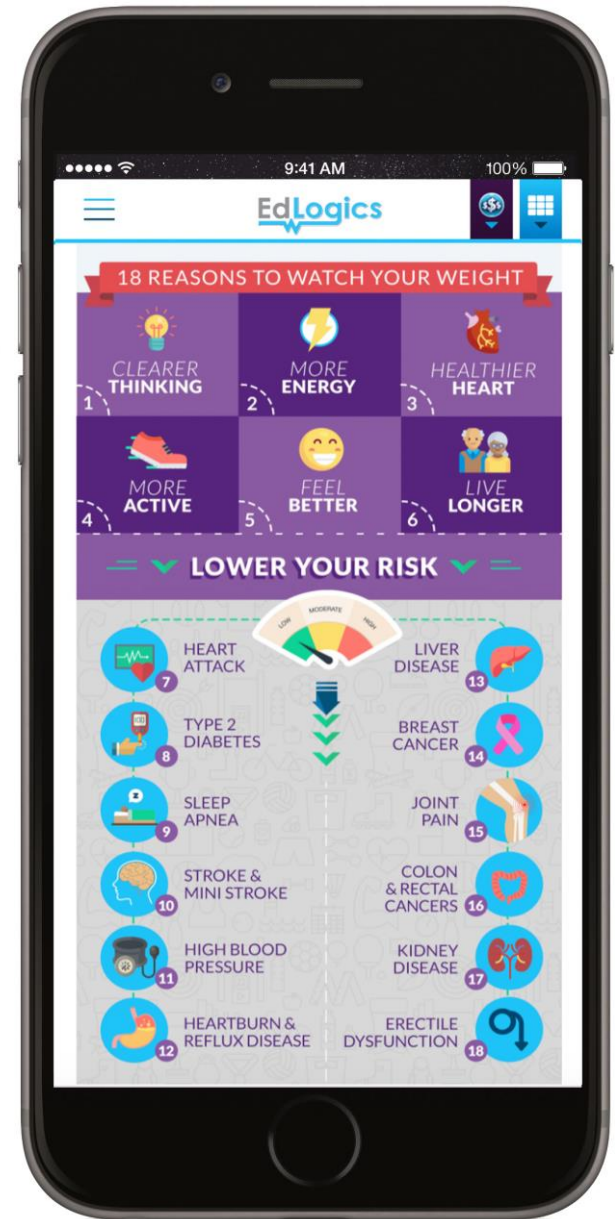 9:41 AM
100%
EdLogics
$$$
18 REASONS TO WATCH YOUR WEIGHT
CLEARER
THINKING
1
MORE
ENERGY
2
HEALTHIER
HEART
3
MORE
ACTIVE
4
FEEL
BETTER
5
LIVE
LONGER
6
LOWER YOUR RISK
LOW
MODERATE
HIGH
HEART
ATTACK
7
TYPE 2
DIABETES
8
Z
SLEEP
APNEA
9
STROKE &
MINI STROKE
10
HIGH BLOOD
PRESSURE
11
HEARTBURN &
REFLUX DISEASE
12
LIVER
DISEASE
13
BREAST
CANCER
14
JOINT
PAIN
15
COLON
& RECTAL
CANCERS
16
KIDNEY
DISEASE
17
ERECTILE
DYSFUNCTION
18